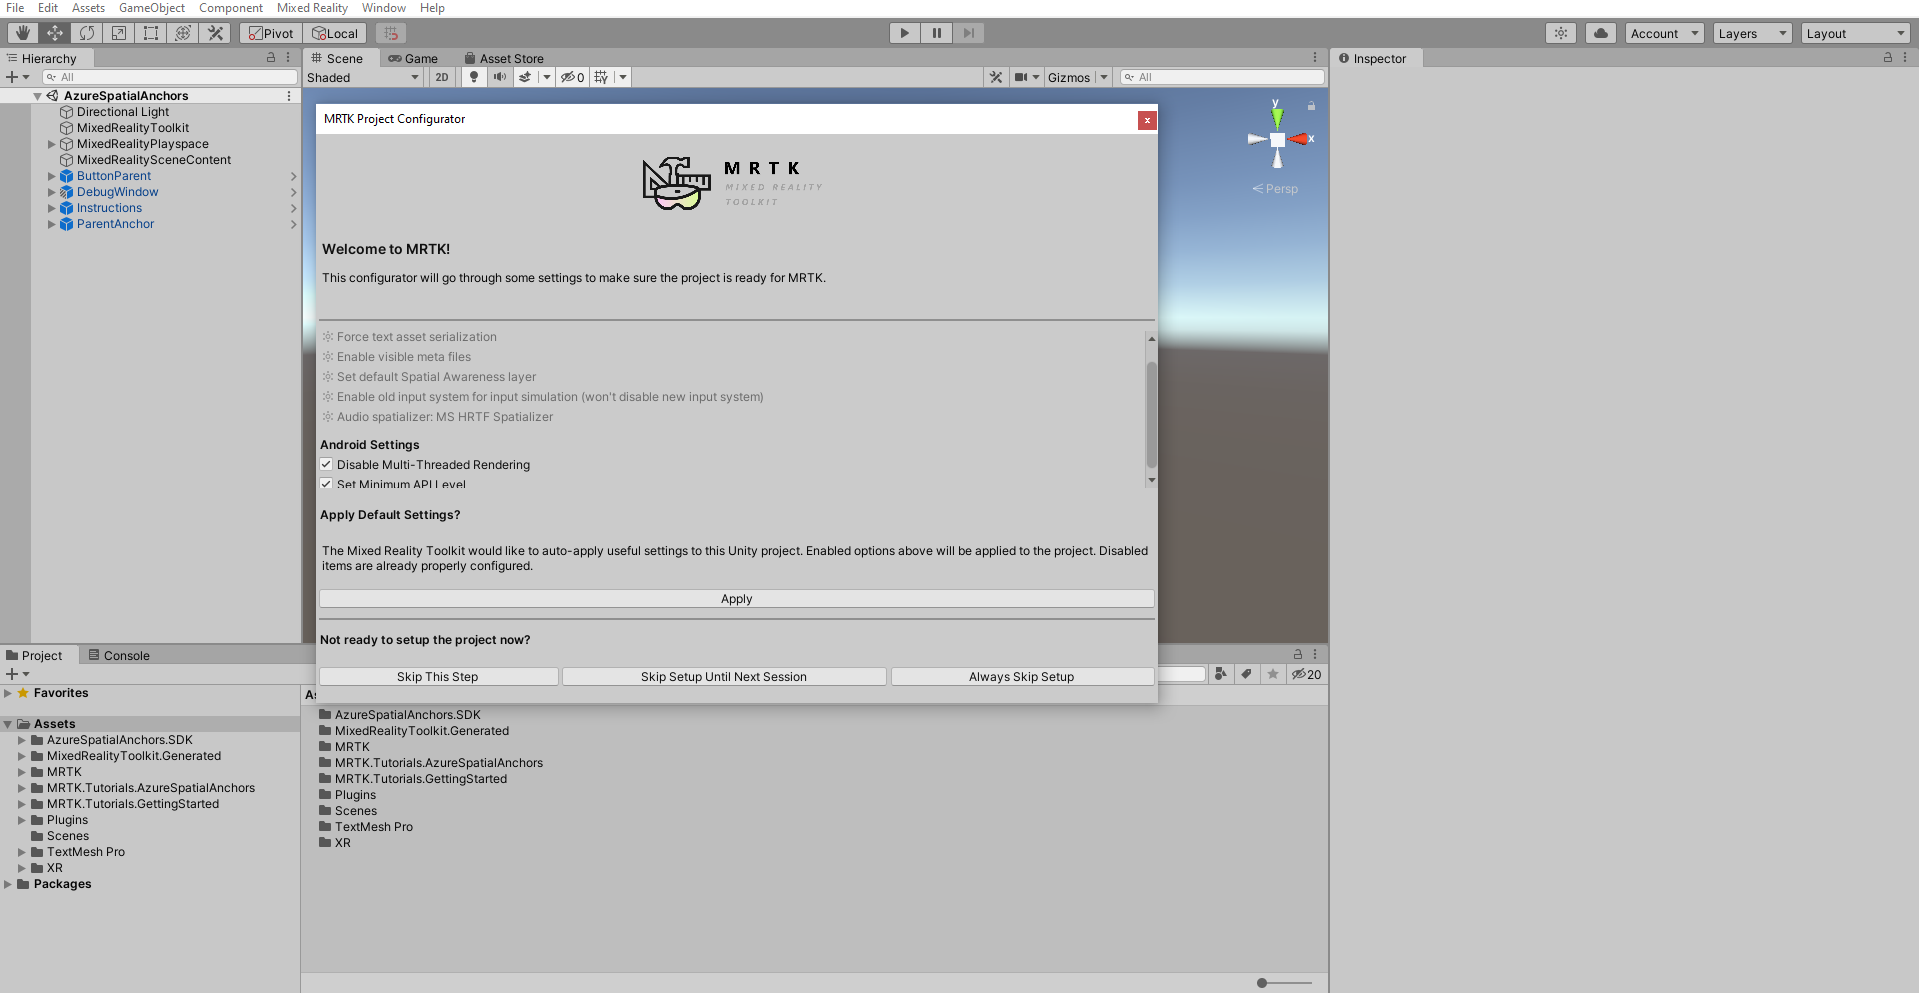 File Edit Assets GameObject Component Mixed Reality Window Help
Pivot Local Account Layers Layout
Hierarchy
All
AzureSpatialAnchors
Directional Light
MixedRealityToolkit
MixedRealityPlayspace
MixedRealitySceneContent
ButtonParent
DebugWindow
Instructions
ParentAnchor
Scene Game Asset Store
Shaded 2D 0 Gizmos All
y
x
Persp
Inspector
MRTK Project Configurator
x
MRTK
MIXED REALITY
TOOLKIT
Welcome to MRTK!
This configurator will go through some settings to make sure the project is ready for MRTK.
Force text asset serialization
Enable visible meta files
Set default Spatial Awareness layer
Enable old input system for input simulation (won't disable new input system)
Audio spatializer: MS HRTF Spatializer
Android Settings
Disable Multi-Threaded Rendering
Set Minimum API Level
Apply Default Settings?
The Mixed Reality Toolkit would like to auto-apply useful settings to this Unity project. Enabled options above will be applied to the project. Disabled
items are already properly configured.
Apply
Not ready to setup the project now?
Skip This Step Skip Setup Until Next Session Always Skip Setup
Project Console
20
Favorites
Assets
AzureSpatialAnchors.SDK
MixedRealityToolkit.Generated
MRTK
MRTK.Tutorials.AzureSpatialAnchors
MRTK.Tutorials.GettingStarted
Plugins
Scenes
TextMesh Pro
XR
Packages
As
AzureSpatialAnchors.SDK
MixedRealityToolkit.Generated
MRTK
MRTK.Tutorials.AzureSpatialAnchors
MRTK.Tutorials.GettingStarted
Plugins
Scenes
TextMesh Pro
XR